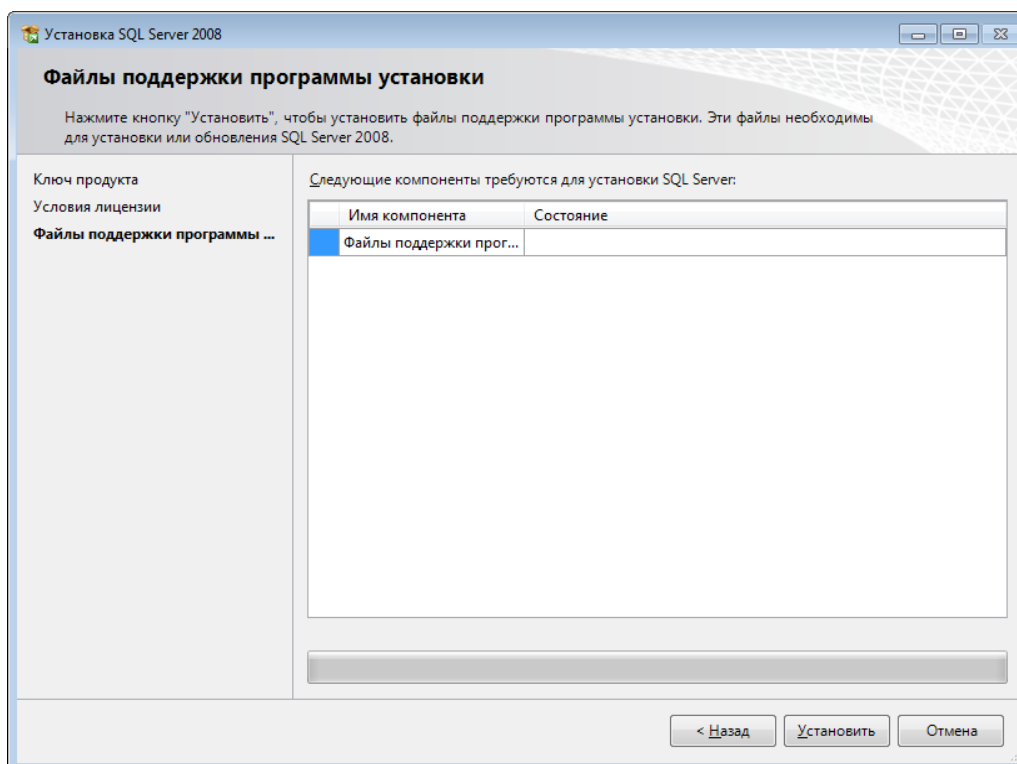 Установка SQL Server 2008
Файлы поддержки программы установки
Нажмите кнопку "Установить", чтобы установить файлы поддержки программы установки. Эти файлы необходимы
для установки или обновления SQL Server 2008.
Ключ продукта
Условия лицензии
Файлы поддержки программы ...
Следующие компоненты требуются для установки SQL Server:
Имя компонента Состояние
Файлы поддержки прог...
< Назад Установить Отмена